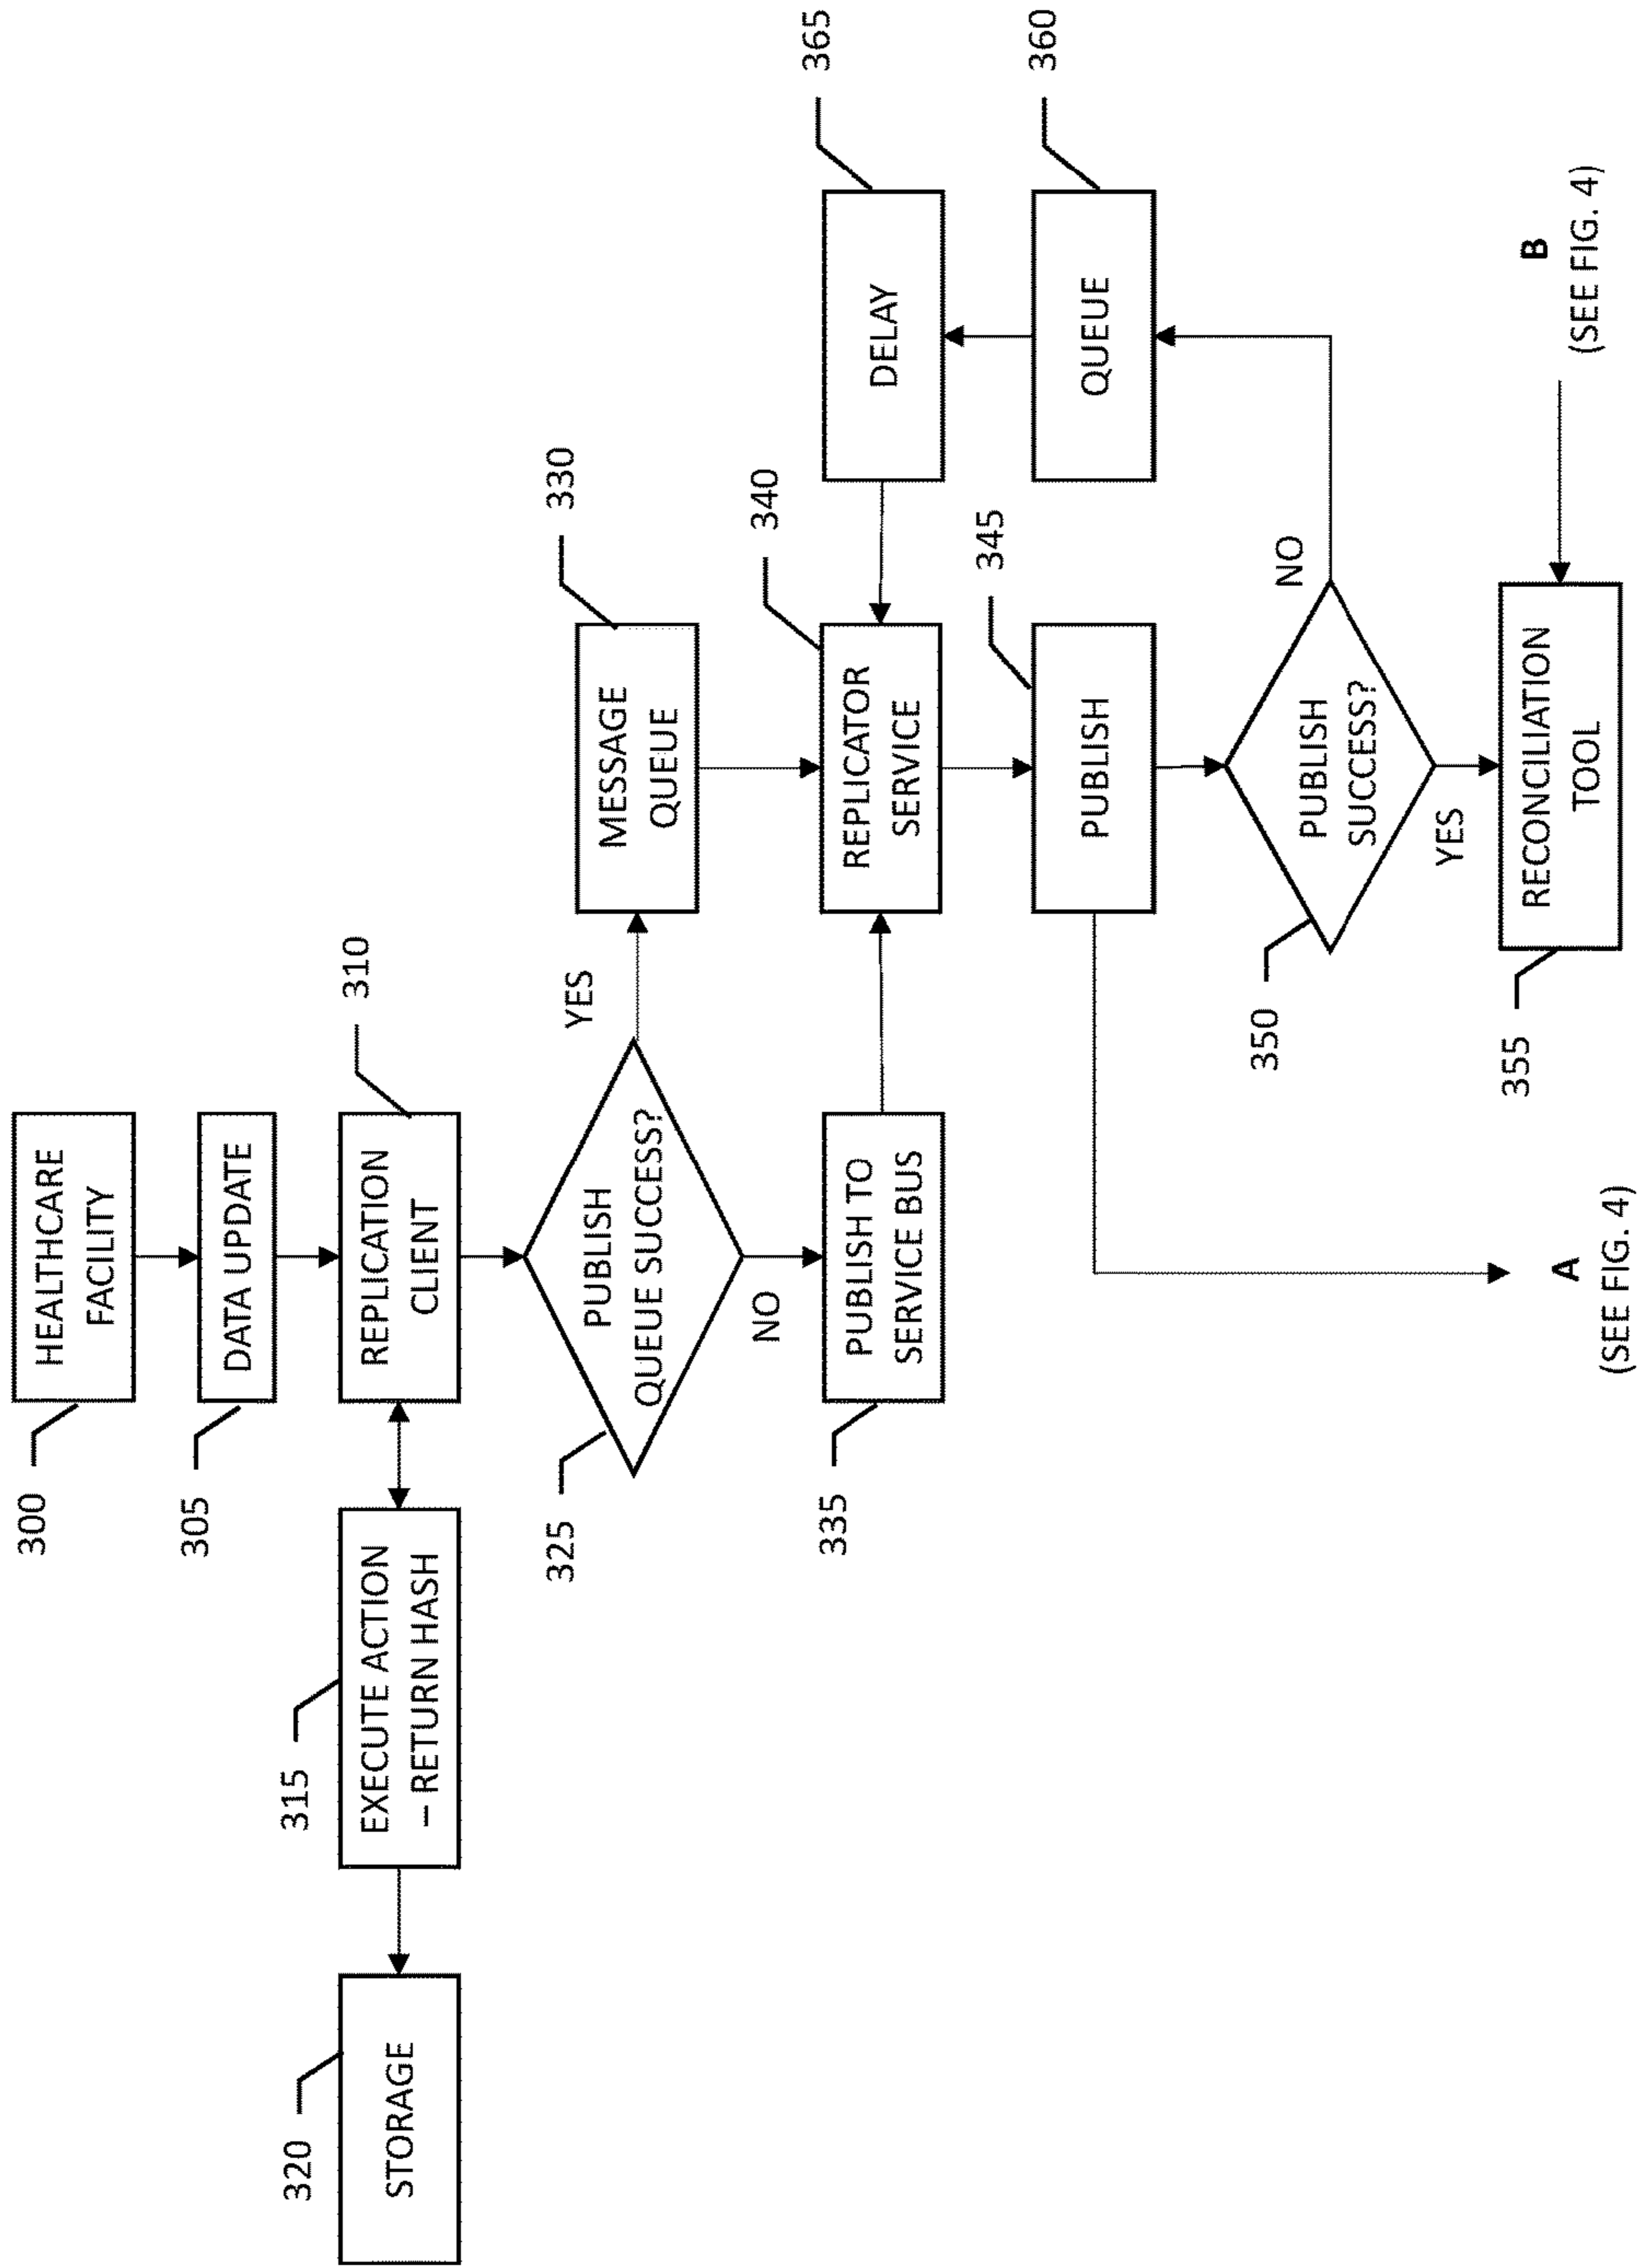 300
HEALTHCARE
FACILITY
305
DATA UPDATE
320
STORAGE
315
EXECUTE ACTION
– RETURN HASH
310
REPLICATION
CLIENT
325
PUBLISH
QUEUE SUCCESS?
YES
NO
330
MESSAGE
QUEUE
335
PUBLISH TO
SERVICE BUS
340
REPLICATOR
SERVICE
365
DELAY
345
PUBLISH
360
QUEUE
350
PUBLISH
SUCCESS?
NO
YES
355
RECONCILIATION
TOOL
A
(SEE FIG. 4)
B
(SEE FIG. 4)